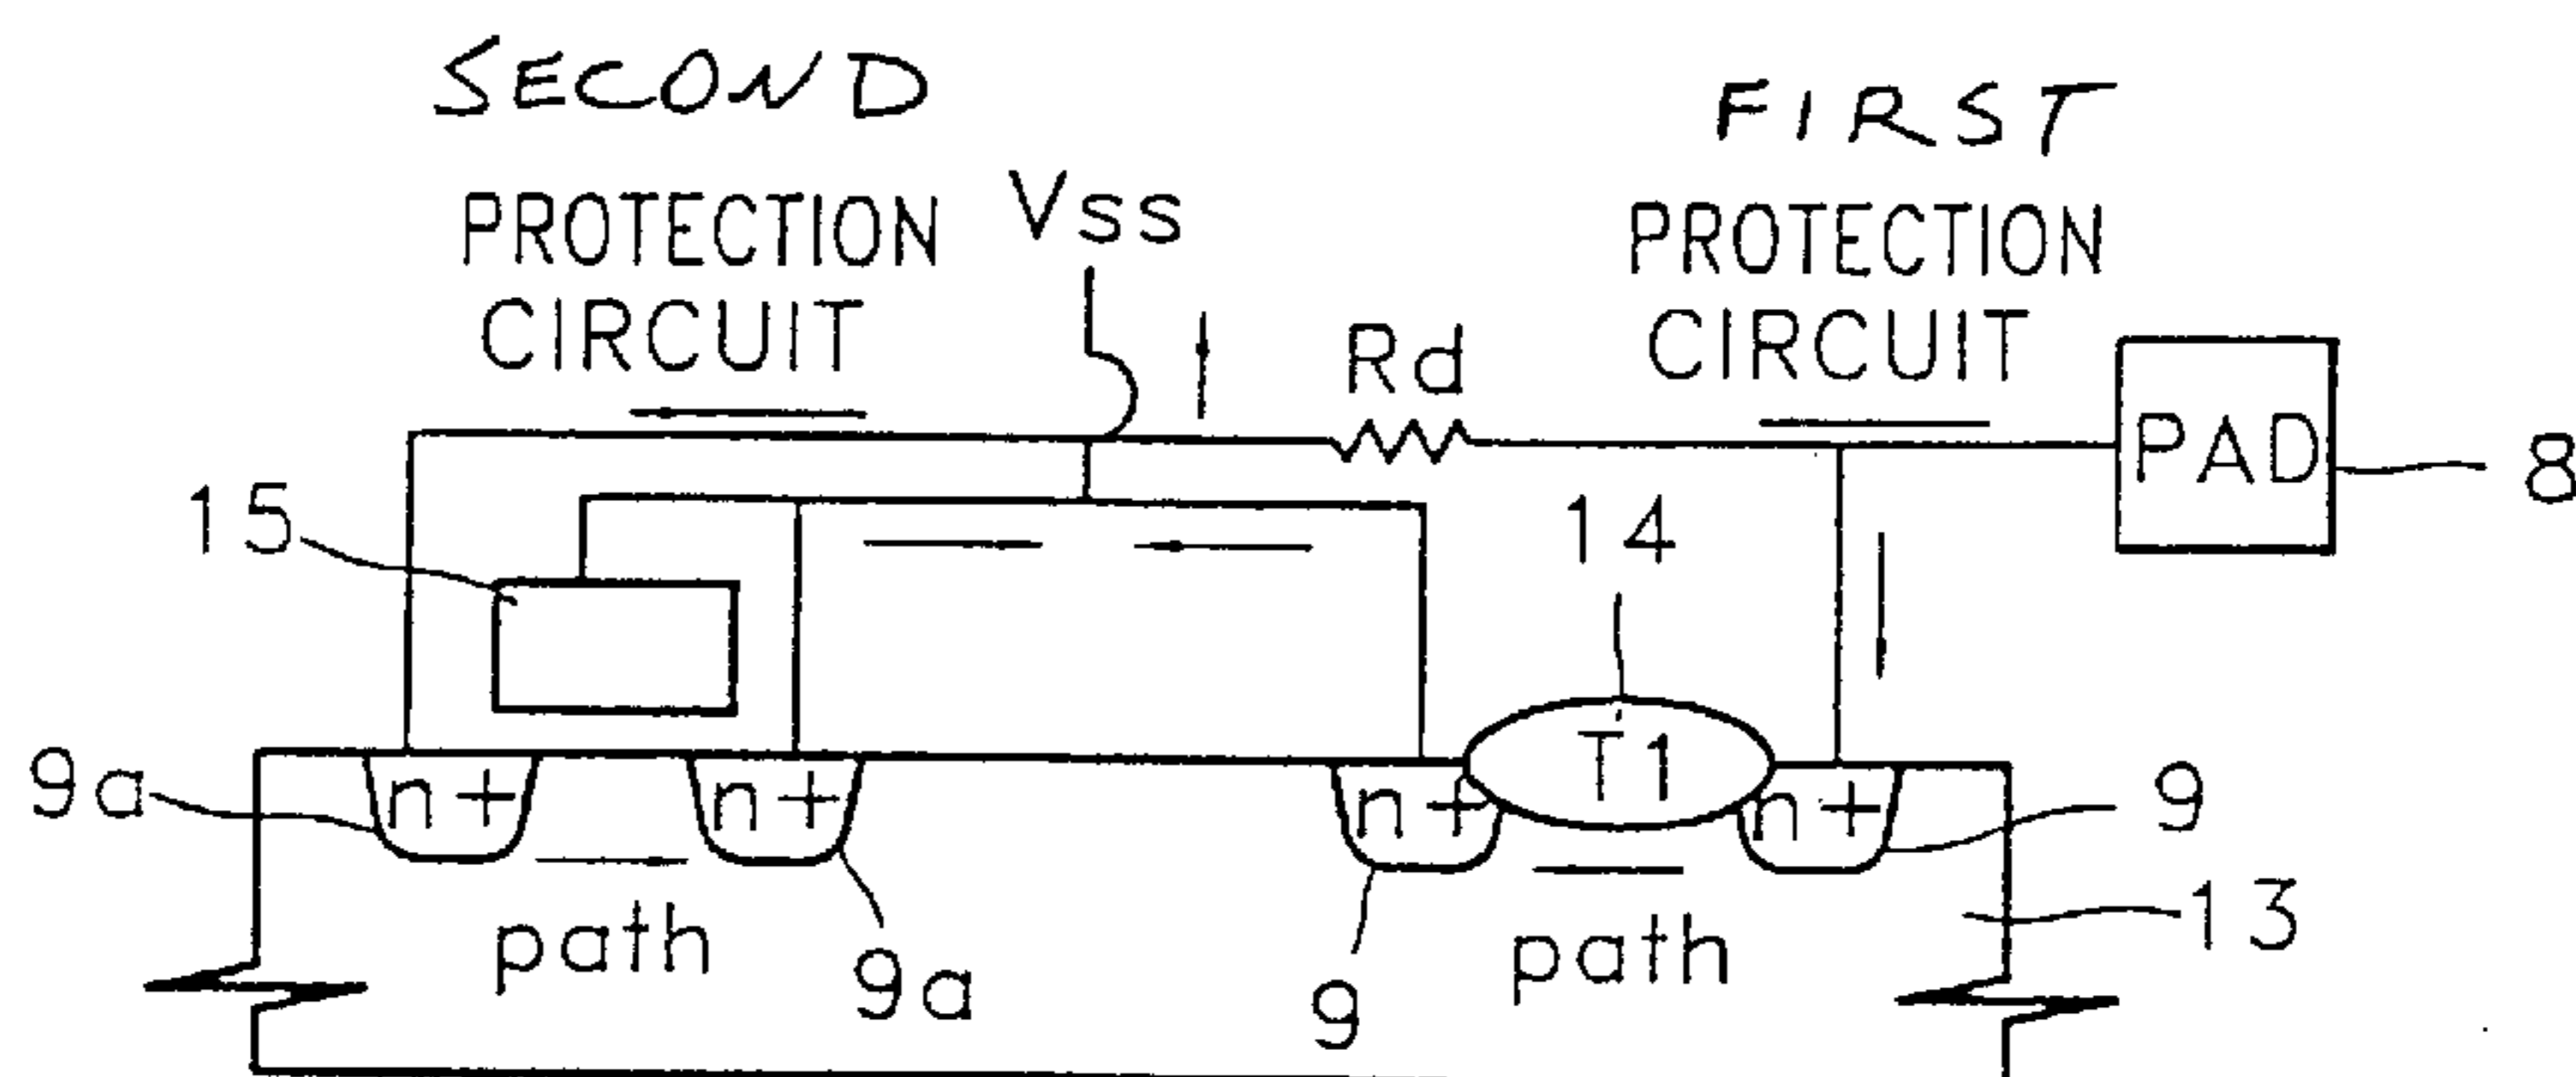 SECOND
PROTECTION
CIRCUIT
Vss
FIRST
PROTECTION
CIRCUIT
Rd
PAD
8
15
14
T1
9a
n+
n+
n+
n+
9
path
9a
path
9
13